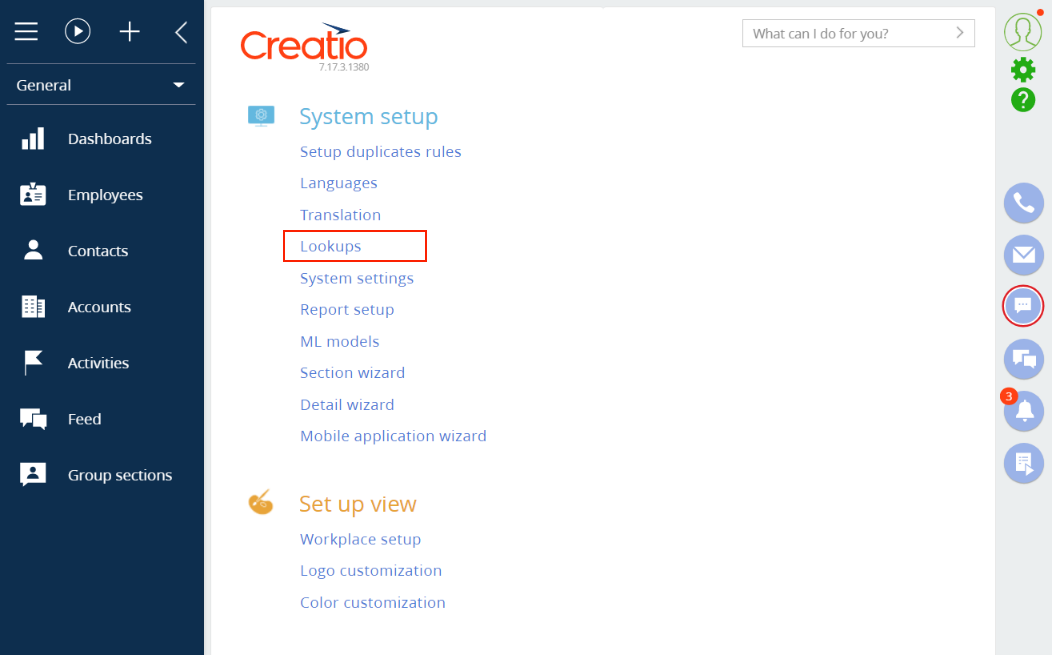 General
Dashboards
Employees
Contacts
Accounts
Activities
Feed
Group sections
Creatio
7.17.3.1380
What can I do for you?
System setup
Setup duplicates rules
Languages
Translation
Lookups
System settings
Report setup
ML models
Section wizard
Detail wizard
Mobile application wizard
Set up view
Workplace setup
Logo customization
Color customization
?
3